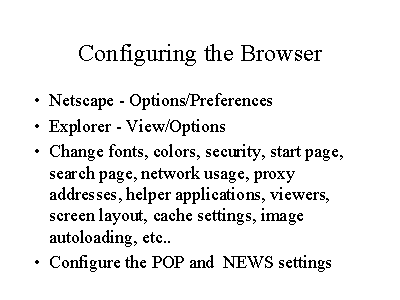 Configuring the Browser
• Netscape - Options/Preferences
• Explorer - View/Options
• Change fonts, colors, security, start page,
search page, network usage, proxy
addresses, helper applications, viewers,
screen layout, cache settings, image
autoloading, etc..
• Configure the POP and  NEWS settings